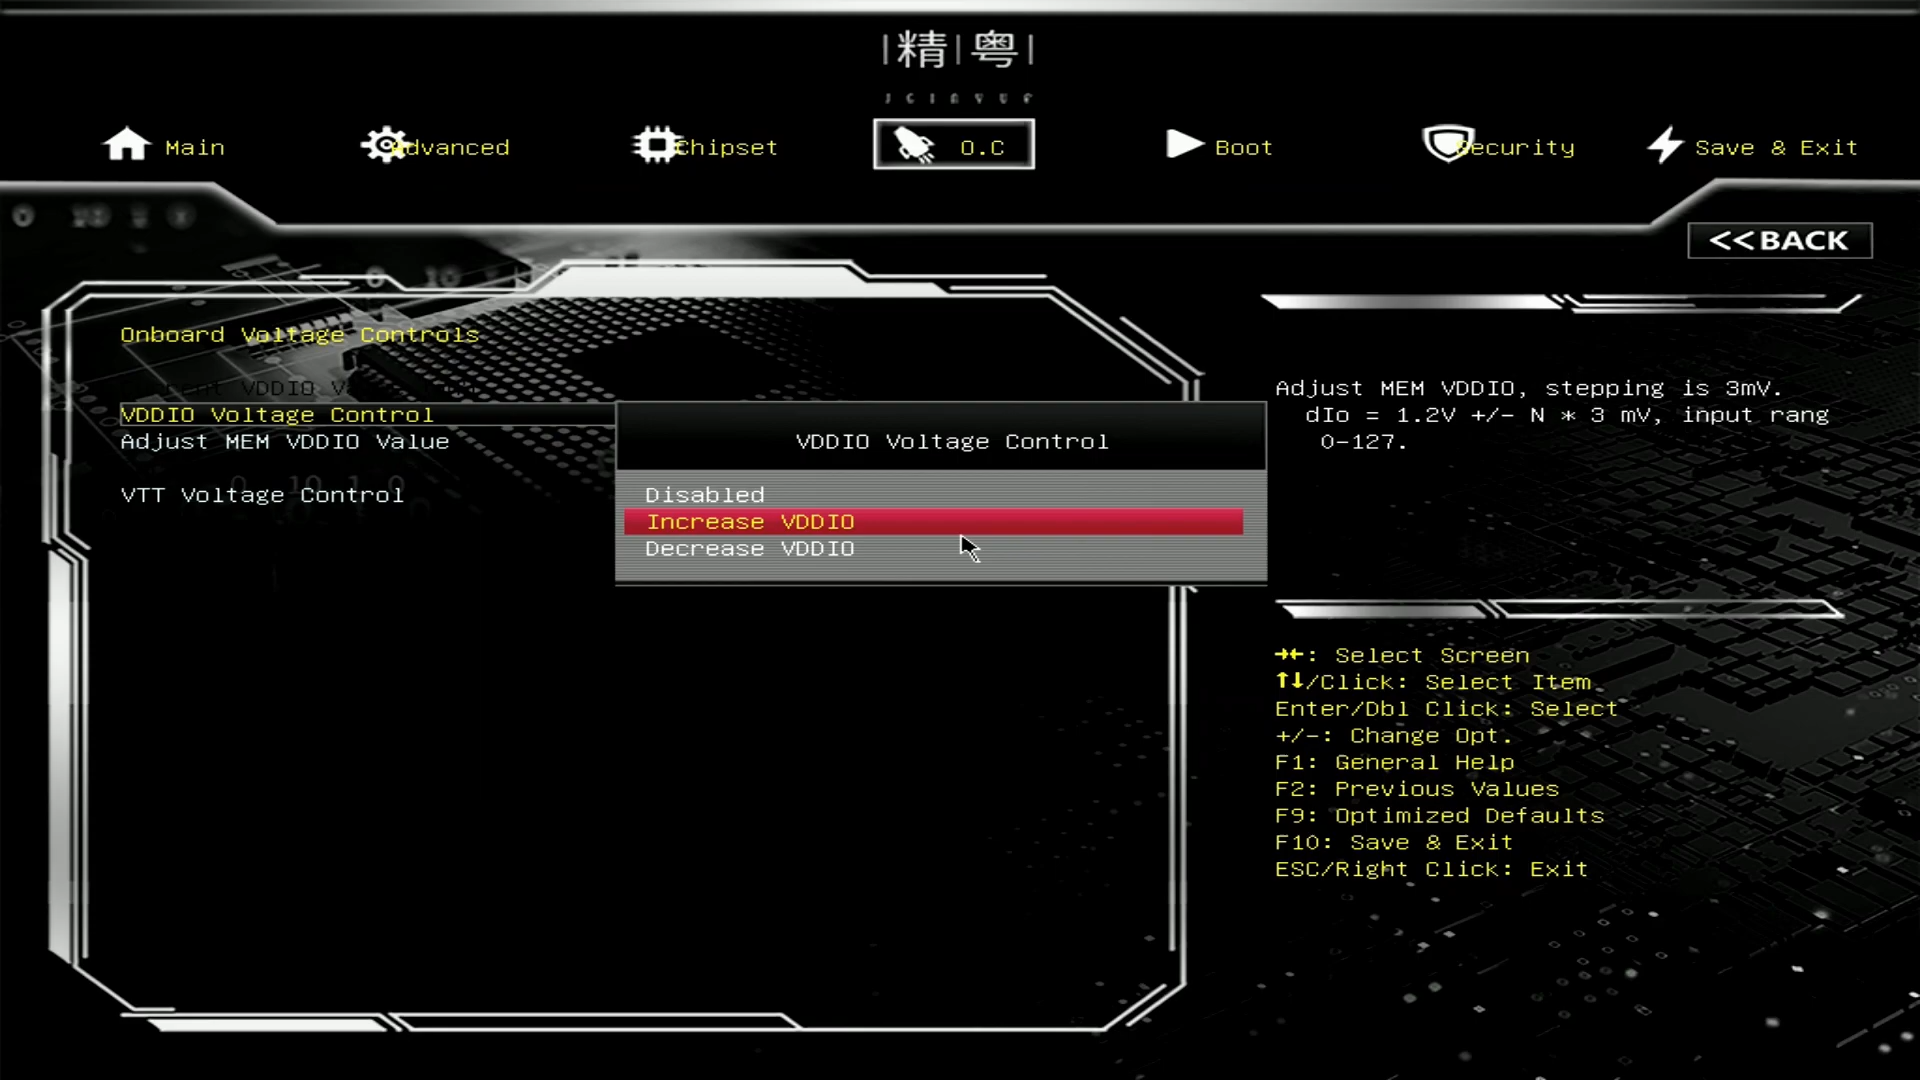 精 粤
Main
Advanced
Chipset
O.C
Boot
Security
Save & Exit
<<BACK
Onboard Voltage Controls
VDDIO
VDDIO Voltage Control
Adjust MEM VDDIO Value
VTT Voltage Control
VDDIO Voltage Control
Disabled
Increase VDDIO
Decrease VDDIO
Adjust MEM VDDIO, stepping is 3mV.
dIo = 1.2V +/- N * 3 mV, input rang
0-127.
→←: Select Screen
↑↓/Click: Select Item
Enter/Dbl Click: Select
+/-: Change Opt.
F1: General Help
F2: Previous Values
F9: Optimized Defaults
F10: Save & Exit
ESC/Right Click: Exit